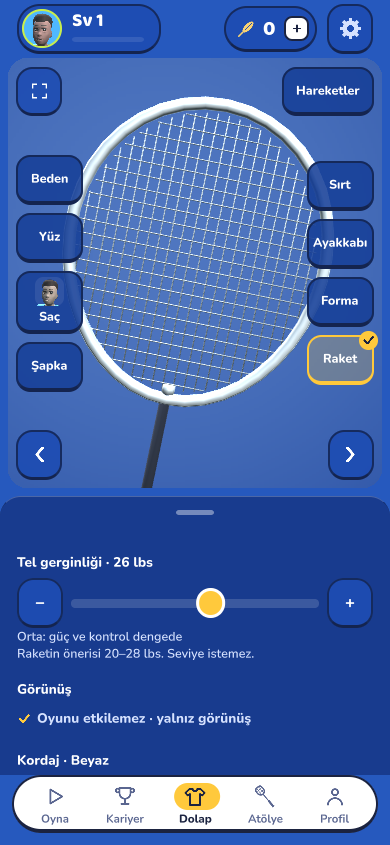 Sv 1
0
+
Hareketler
Beden
Sırt
Yüz
Ayakkabı
Saç
Forma
Şapka
Raket
Tel gerginliği · 26 lbs
−
+
Orta: güç ve kontrol dengede
Raketin önerisi 20–28 lbs. Seviye istemez.
Görünüş
Oyunu etkilemez · yalnız görünüş
Kordaj · Beyaz
Oyna
Kariyer
Dolap
Atölye
Profil